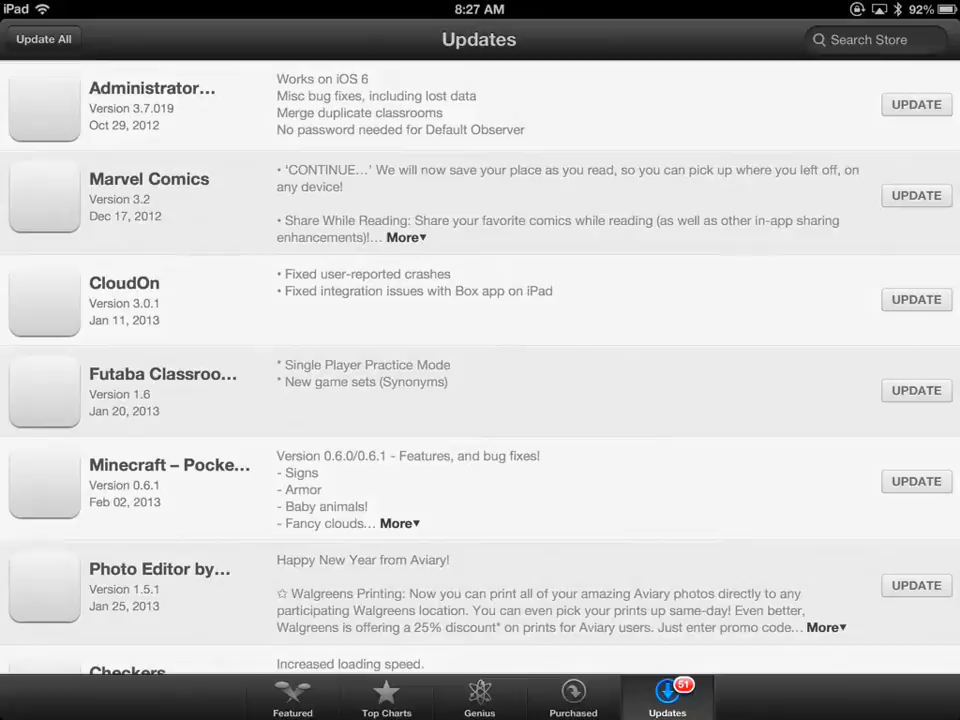 iPad 8:27 AM 92%
Update All Updates Search Store
Administrator...
Version 3.7.019
Oct 29, 2012
Works on iOS 6
Misc bug fixes, including lost data
Merge duplicate classrooms
No password needed for Default Observer
UPDATE
Marvel Comics
Version 3.2
Dec 17, 2012
• ‘CONTINUE...’ We will now save your place as you read, so you can pick up where you left off, on
any device!
• Share While Reading: Share your favorite comics while reading (as well as other in-app sharing
enhancements)!... More▾
UPDATE
CloudOn
Version 3.0.1
Jan 11, 2013
• Fixed user-reported crashes
• Fixed integration issues with Box app on iPad
UPDATE
Futaba Classroo...
Version 1.6
Jan 20, 2013
* Single Player Practice Mode
* New game sets (Synonyms)
UPDATE
Minecraft – Pocke...
Version 0.6.1
Feb 02, 2013
Version 0.6.0/0.6.1 - Features, and bug fixes!
- Signs
- Armor
- Baby animals!
- Fancy clouds... More▾
UPDATE
Photo Editor by...
Version 1.5.1
Jan 25, 2013
Happy New Year from Aviary!
☆ Walgreens Printing: Now you can print all of your amazing Aviary photos directly to any
participating Walgreens location. You can even pick your prints up same-day! Even better,
Walgreens is offering a 25% discount* on prints for Aviary users. Just enter promo code... More▾
UPDATE
Checkers
Increased loading speed.
Featured Top Charts Genius Purchased Updates 51